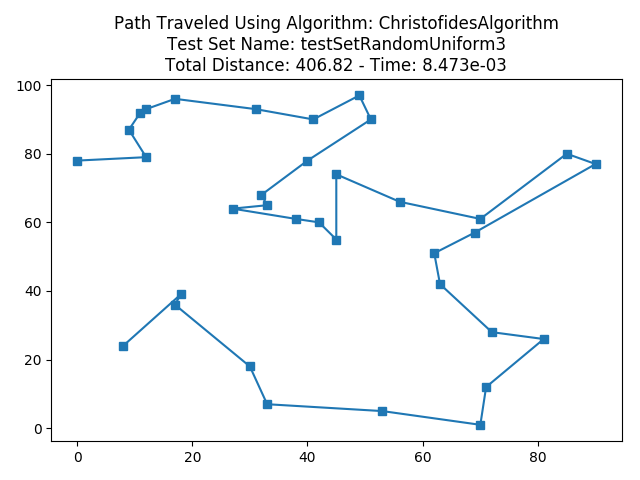 Path Traveled Using Algorithm: ChristofidesAlgorithm
Test Set Name: testSetRandomUniform3
Total Distance: 406.82 - Time: 8.473e-03
100
80
60
40
20
0
0 20 40 60 80